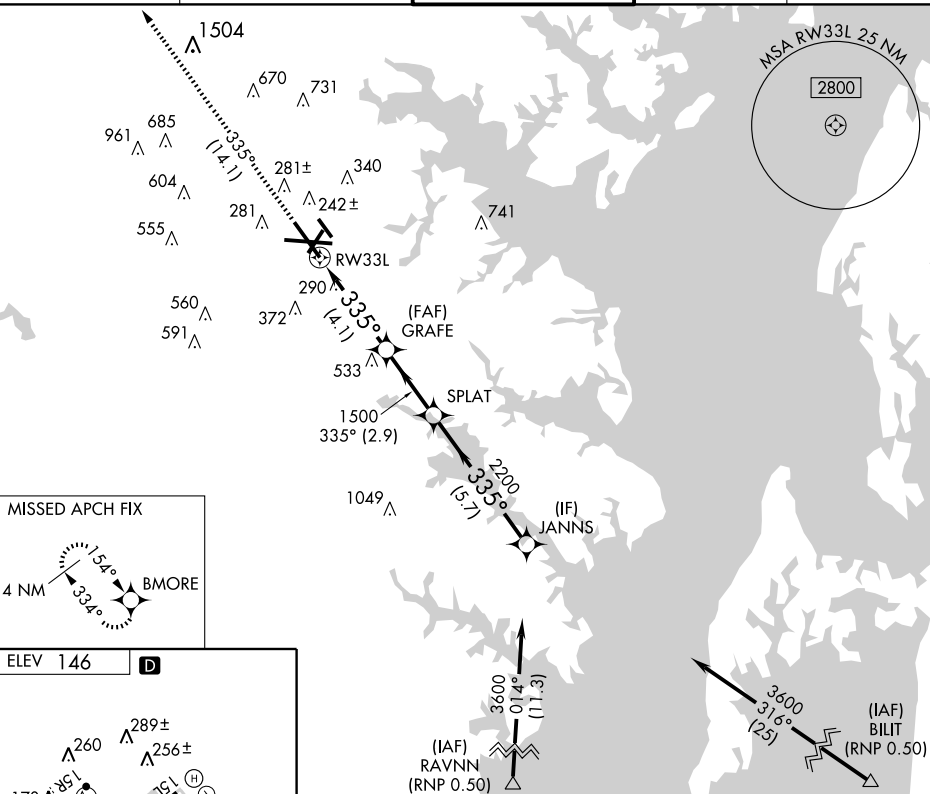 1504
MSA RW33L 25 NM
2800
670
731
961
685
335°
(14.1)
281±
340
604
242±
281
741
555
RW33L
290
335°
(4.1)
560
372
(FAF)
GRAFE
591
533
SPLAT
1500
335° (2.9)
2200
335°
(5.7)
1049
(IF)
JANNS
MISSED APCH FIX
154°
4 NM
334°
BMORE
ELEV 146
D
289±
260
256±
15R
15L
H
3600
014°
(11.3)
(IAF)
RAVNN
(RNP 0.50)
3600
316°
(25)
(IAF)
BILIT
(RNP 0.50)